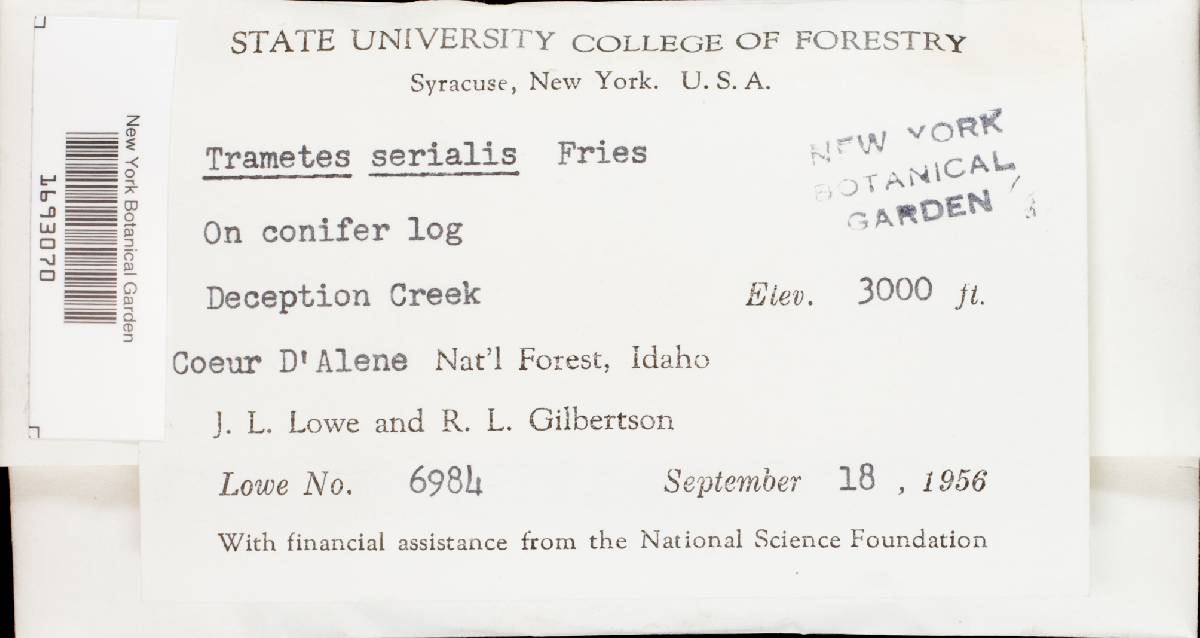 STATE UNIVERSITY COLLEGE OF FORESTRY
Syracuse, New York. U. S. A.
Trametes serialis Fries
NEW YORK
BOTANICAL
GARDEN
On conifer log
Deception Creek Elev. 3000 ft.
Coeur D'Alene Nat'l Forest, Idaho
J. L. Lowe and R. L. Gilbertson
Lowe No. 6984 September 18 , 1956
With financial assistance from the National Science Foundation
New York Botanical Garden
1693070